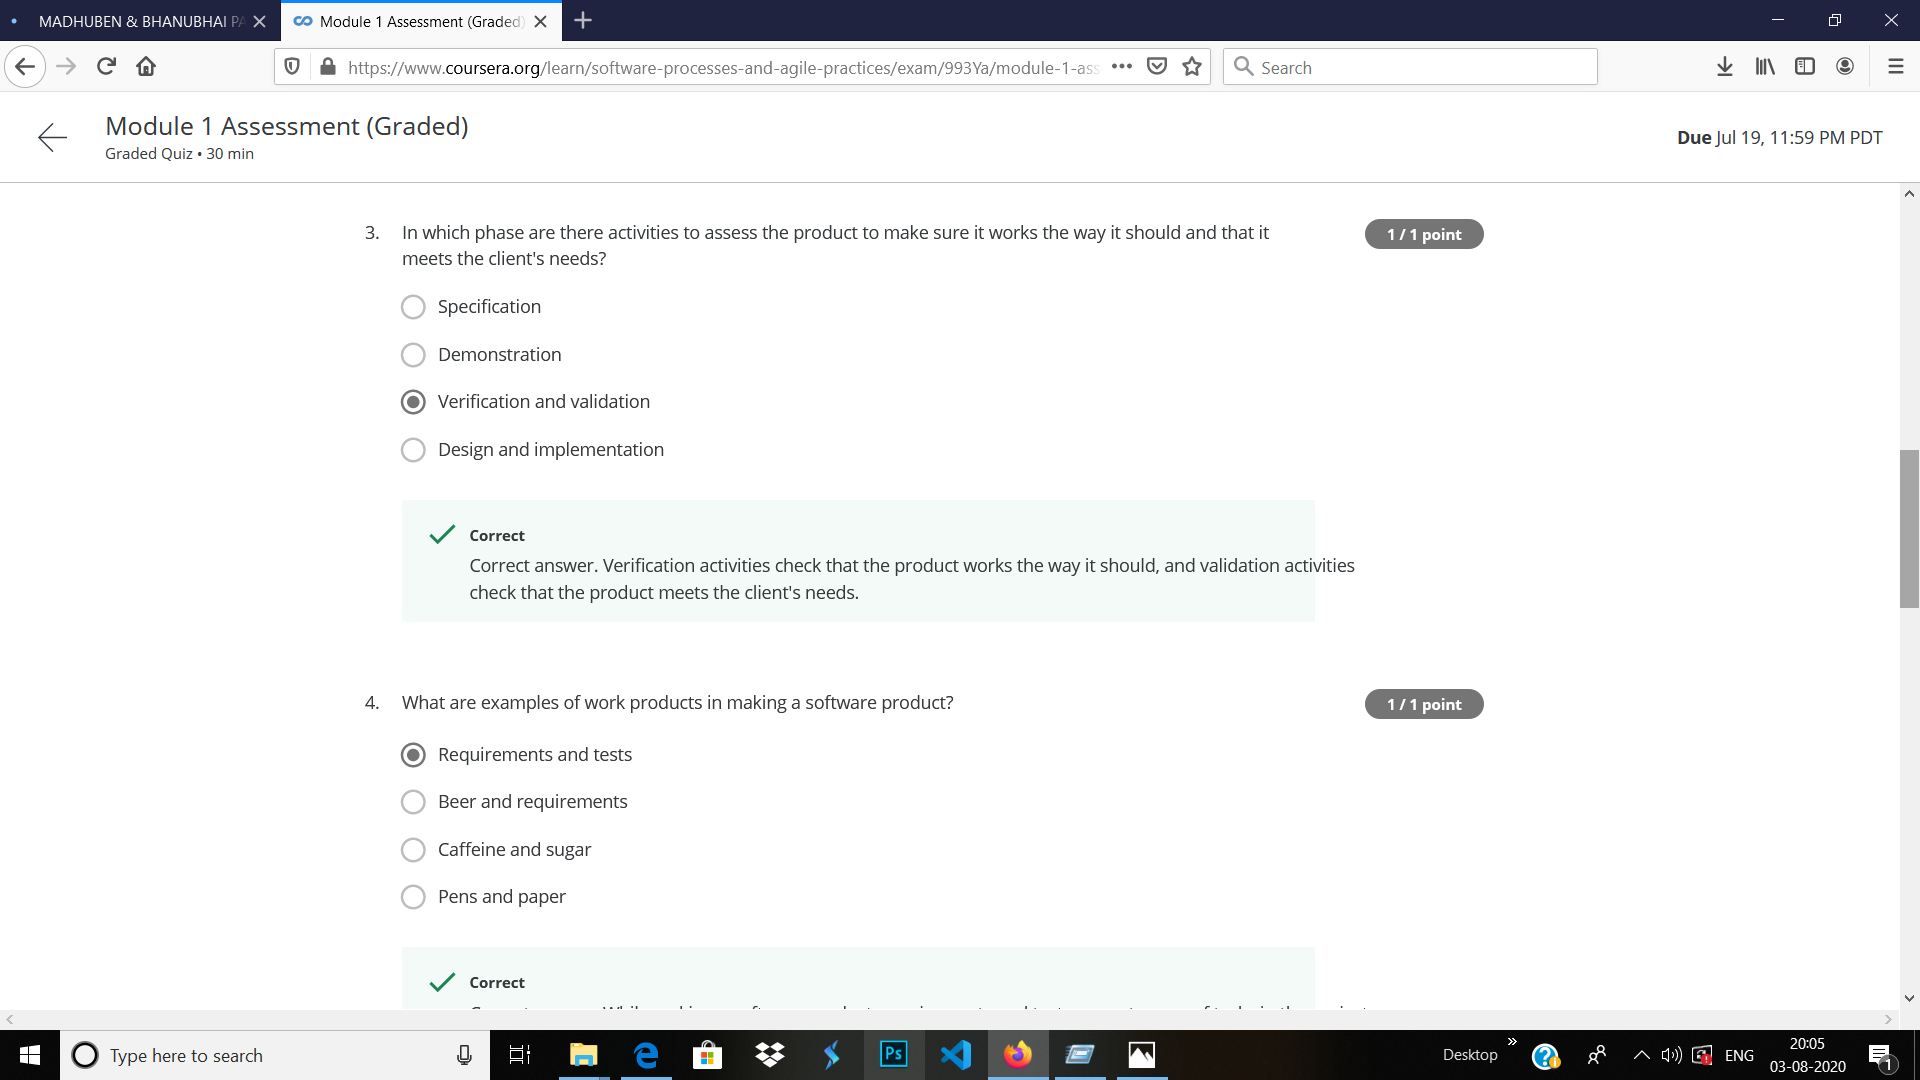 MADHUBEN & BHANUBHAI PA
Module 1 Assessment (Graded)
https://www.coursera.org/learn/software-processes-and-agile-practices/exam/993Ya/module-1-ass
Search
Module 1 Assessment (Graded)
Graded Quiz • 30 min
Due Jul 19, 11:59 PM PDT
3. In which phase are there activities to assess the product to make sure it works the way it should and that it
meets the client's needs?
1 / 1 point
Specification
Demonstration
Verification and validation
Design and implementation
Correct
Correct answer. Verification activities check that the product works the way it should, and validation activities
check that the product meets the client's needs.
4. What are examples of work products in making a software product?
1 / 1 point
Requirements and tests
Beer and requirements
Caffeine and sugar
Pens and paper
Correct
Type here to search
Ps
Desktop
ENG
20:05
03-08-2020
1